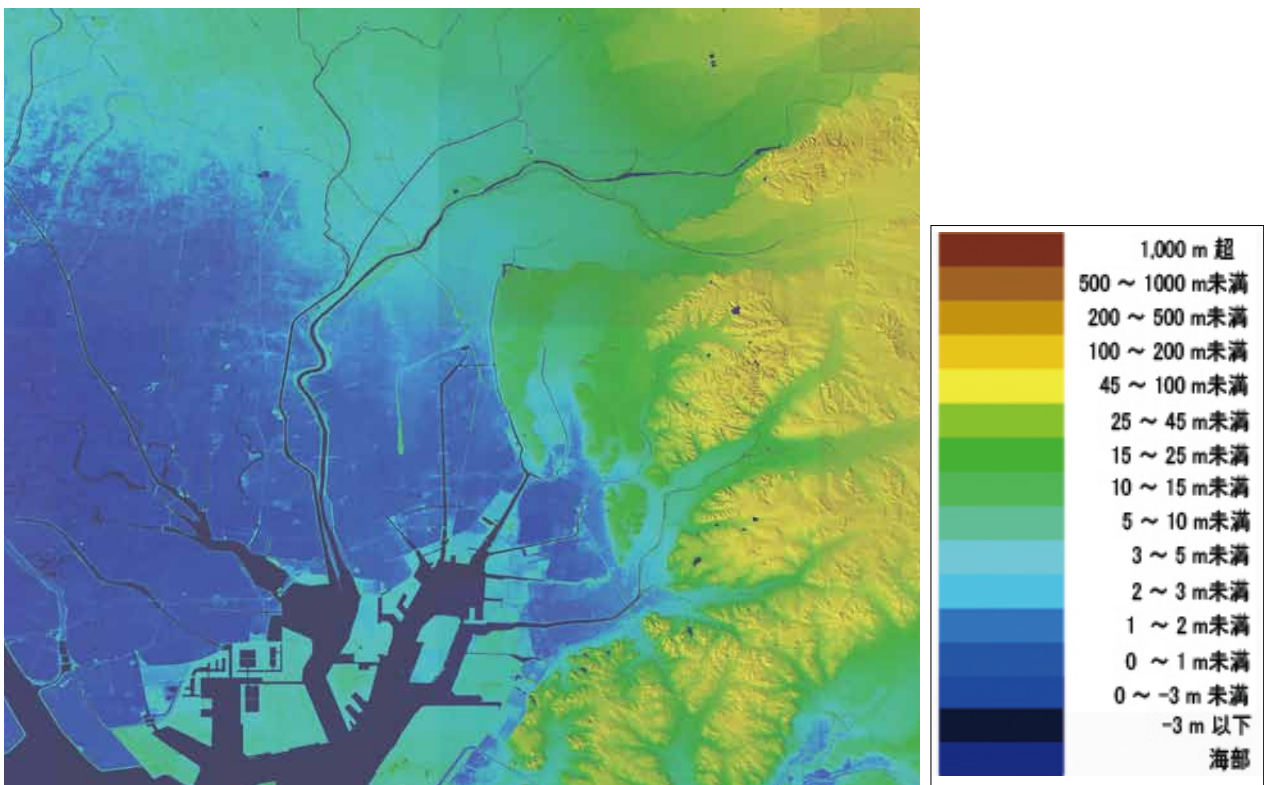 1,000 m 超
500 ～ 1000 m未満
200 ～ 500 m未満
100 ～ 200 m未満
45 ～ 100 m未満
25 ～ 45 m未満
15 ～ 25 m未満
10 ～ 15 m未満
5 ～ 10 m未満
3 ～ 5 m未満
2 ～ 3 m未満
1 ～ 2 m未満
0 ～ 1 m未満
0 ～ -3 m 未満
-3 m 以下
海部